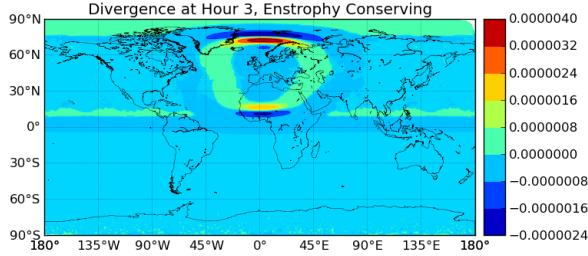 Divergence at Hour 3, Enstrophy Conserving
90°N
60°N
30°N
0°
30°S
60°S
90°S
180° 135°W 90°W 45°W 0° 45°E 90°E 135°E 180°
0.0000040
0.0000032
0.0000024
0.0000016
0.0000008
0.0000000
−0.0000008
−0.0000016
−0.0000024